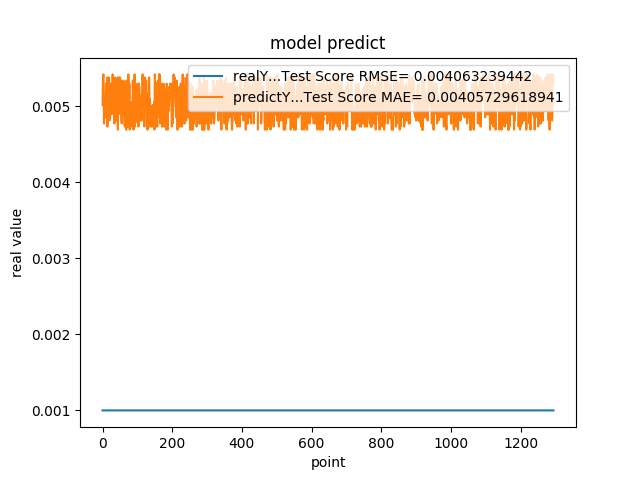 model predict
realY...Test Score RMSE= 0.004063239442
predictY...Test Score MAE= 0.00405729618941
0.005
0.004
0.003
0.002
0.001
real value
0 200 400 600 800 1000 1200
point